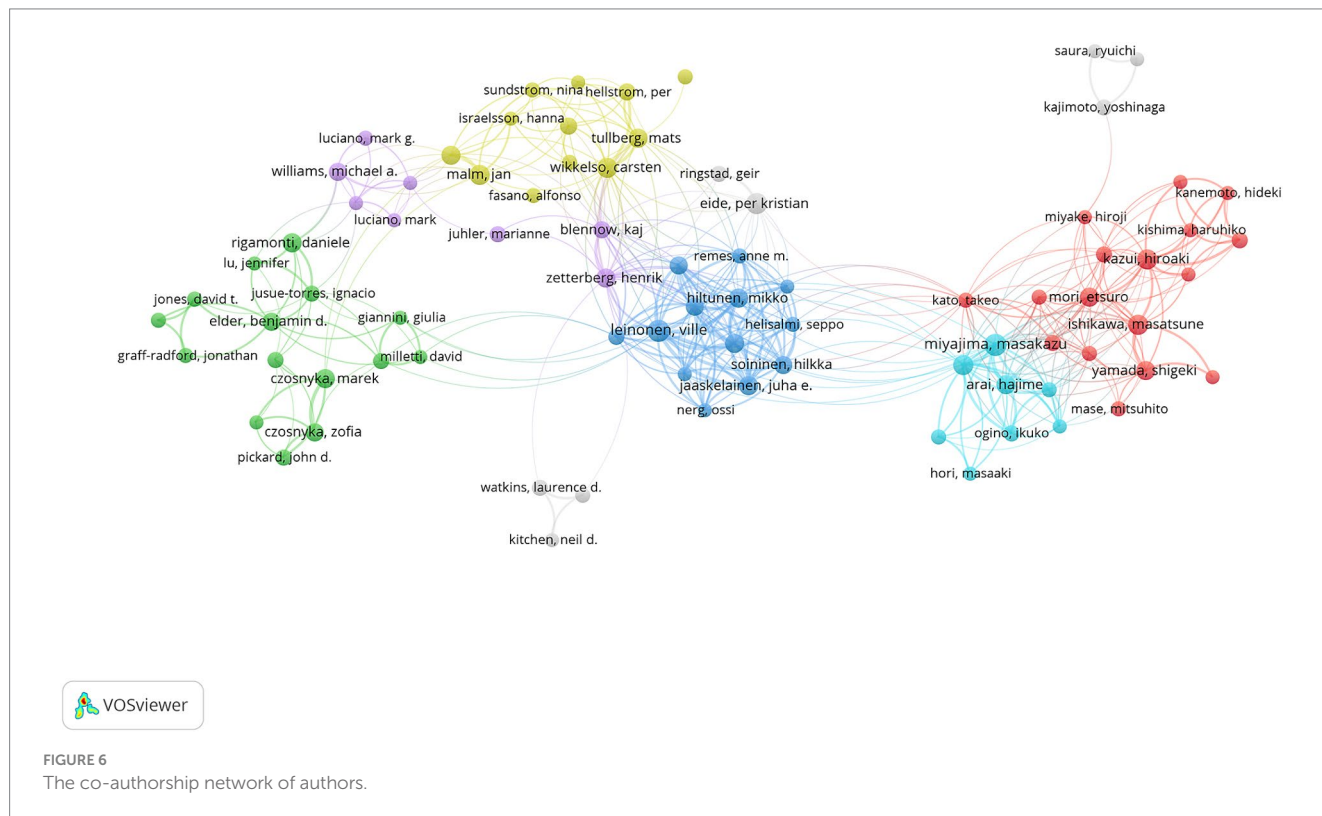 saura, ryuichi
kajimoto, yoshinaga
sundstrom, nina
hellstrom, per
israelsson, hanna
tullberg, mats
luciano, mark g.
williams, michael a.
malm, jan
wikkelso, carsten
ringstad, geir
fasano, alfonso
eide, per kristian
luciano, mark
juhler, marianne
blennow, kaj
kanemoto, hideki
miyake, hiroji
kishima, haruhiko
kazui, hiroaki
rigamonti, daniele
lu, jennifer
remes, anne m.
zetterberg, henrik
jones, david t.
jusue-torres, ignacio
hiltunen, mikko
kato, takeo
mori, etsuro
elder, benjamin d.
giannini, giulia
leinonen, ville
helisalmi, seppo
ishikawa, masatsune
graff-radford, jonathan
milletti, david
miyajima, masakazu
soininen, hilkka
czosnyka, marek
jaaskelainen, juha e.
arai, hajime
yamada, shigeki
nerg, ossi
mase, mitsuhito
czosnyka, zofia
ogino, ikuko
pickard, john d.
hori, masaaki
watkins, laurence d.
kitchen, neil d.
VOSviewer
FIGURE 6
The co-authorship network of authors.